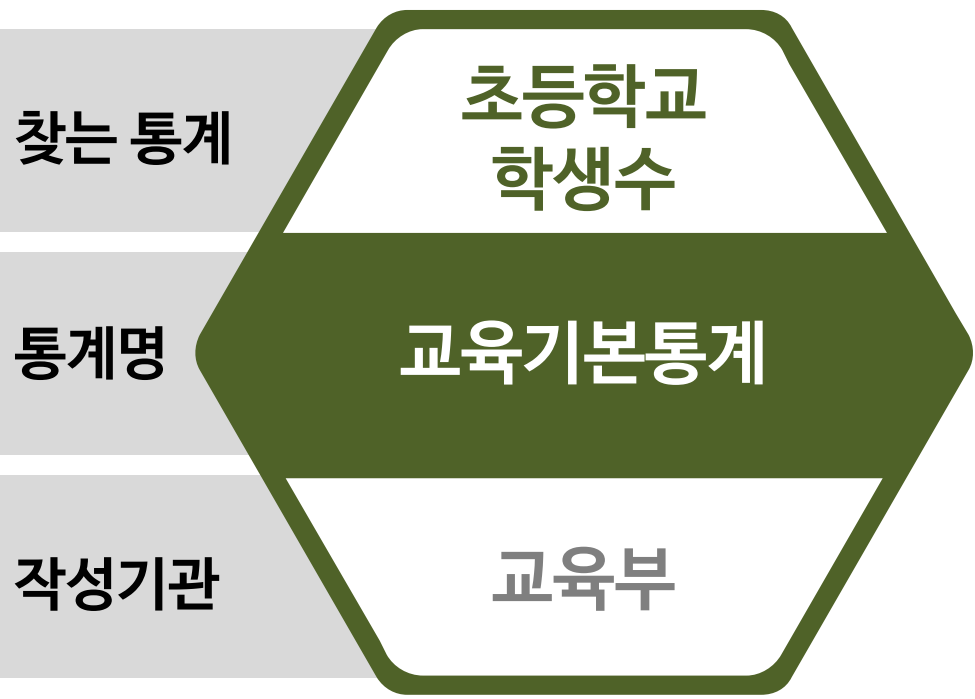 찾는 통계
초등학교
학생수
통계명
교육기본통계
작성기관
교육부